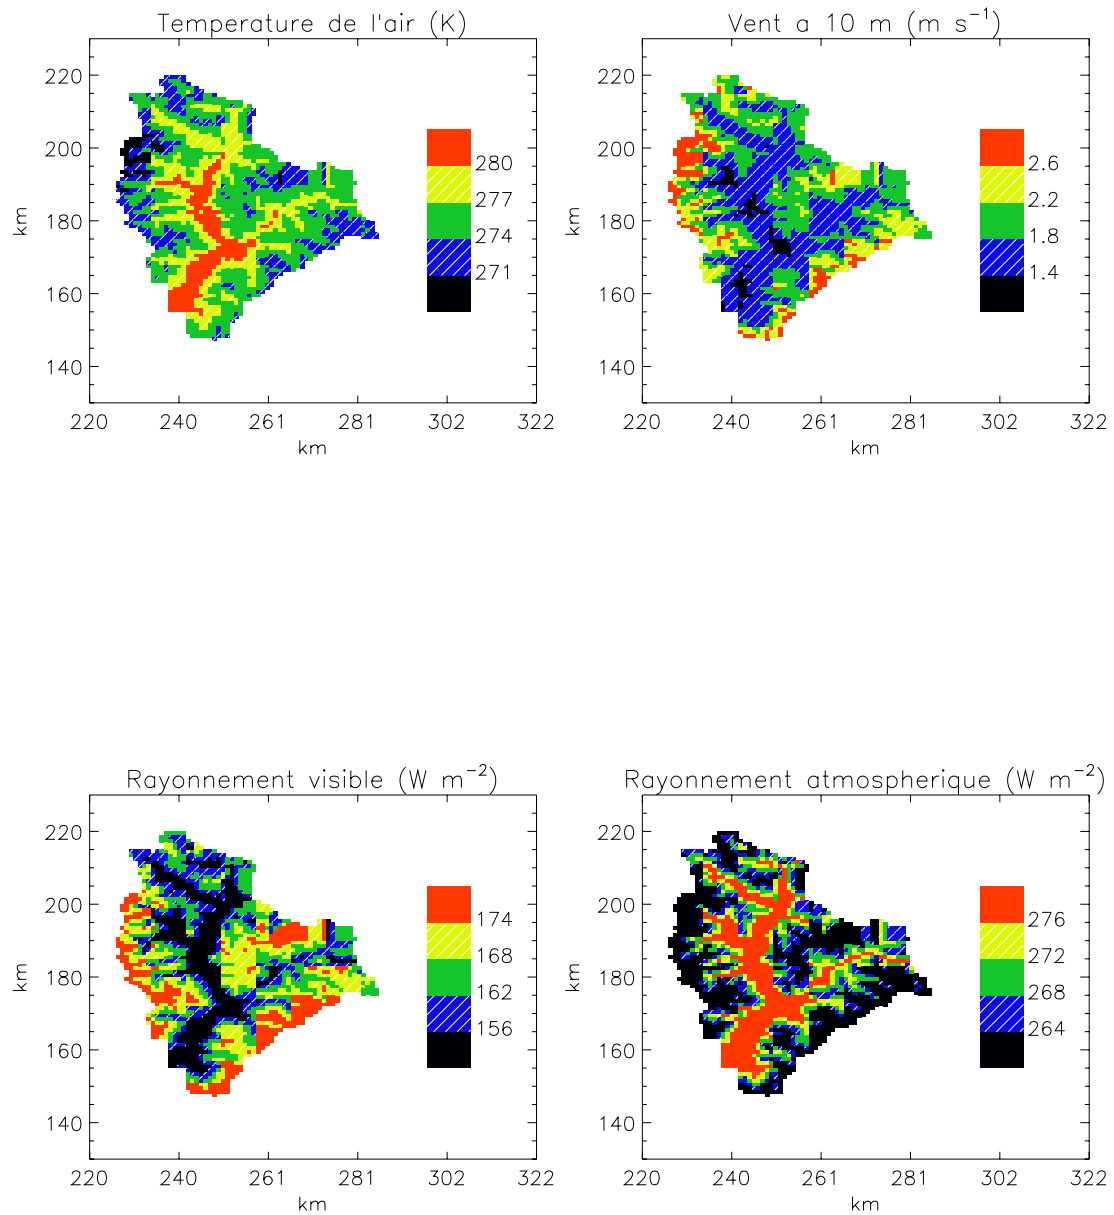 Temperature de l'air (K)
220
200
180
160
140
km
280
277
274
271
220 240 261 281 302 322
km
Vent a 10 m (m s⁻¹)
220
200
180
160
140
km
2.6
2.2
1.8
1.4
220 240 261 281 302 322
km
Rayonnement visible (W m⁻²)
220
200
180
160
140
km
174
168
162
156
220 240 261 281 302 322
km
Rayonnement atmospherique (W m⁻²)
220
200
180
160
140
km
276
272
268
264
220 240 261 281 302 322
km